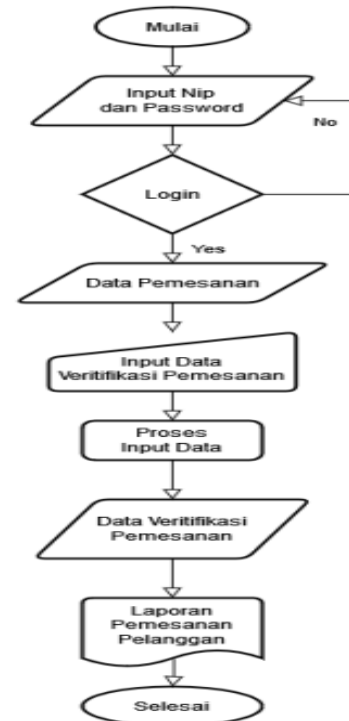 Mulai
Input Nip
dan Password
No
Login
Yes
Data Pemesanan
Input Data
Veritifikasi Pemesanan
Proses
Input Data
Data Veritifikasi
Pemesanan
Laporan
Pemesanan
Pelanggan
Selesai